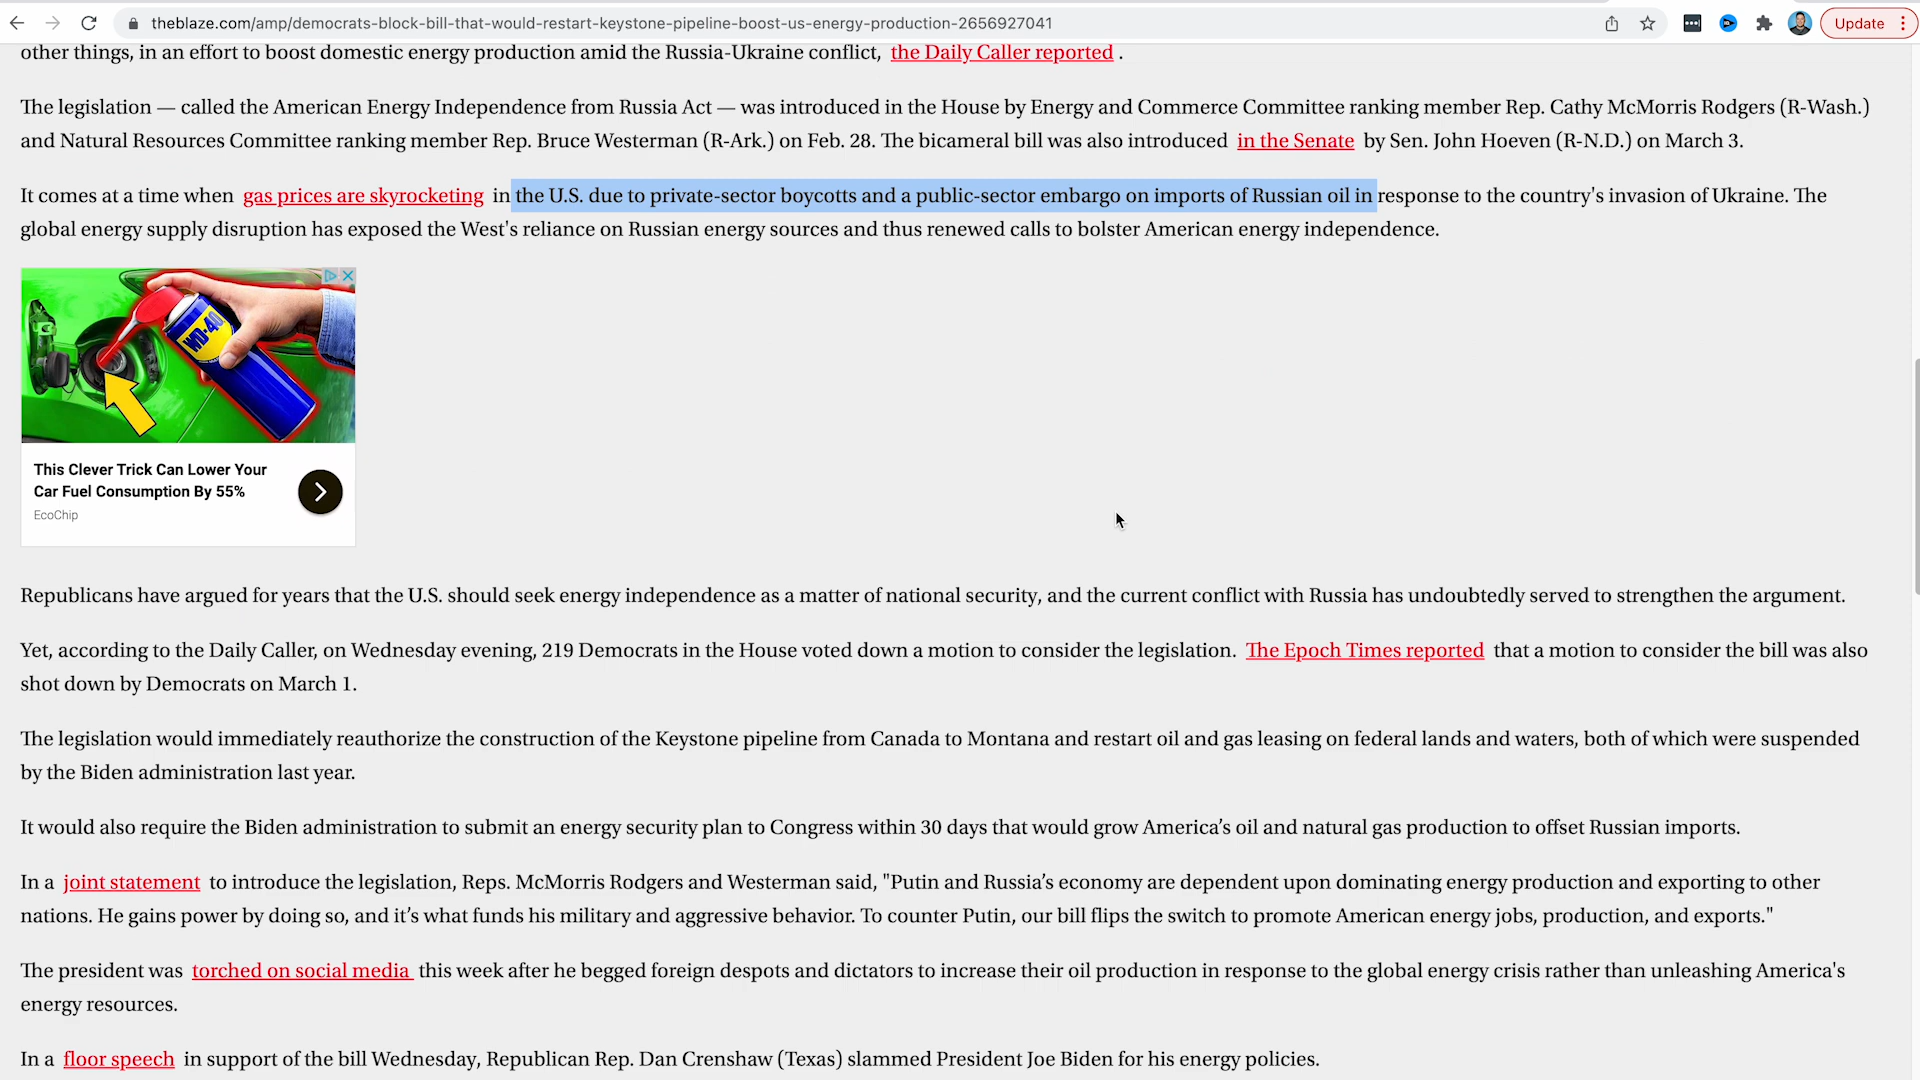 theblaze.com/amp/democrats-block-bill-that-would-restart-keystone-pipeline-boost-us-energy-production-2656927041
Update
other things, in an effort to boost domestic energy production amid the Russia-Ukraine conflict, the Daily Caller reported .
The legislation — called the American Energy Independence from Russia Act — was introduced in the House by Energy and Commerce Committee ranking member Rep. Cathy McMorris Rodgers (R-Wash.)
and Natural Resources Committee ranking member Rep. Bruce Westerman (R-Ark.) on Feb. 28. The bicameral bill was also introduced in the Senate by Sen. John Hoeven (R-N.D.) on March 3.
It comes at a time when gas prices are skyrocketing in the U.S. due to private-sector boycotts and a public-sector embargo on imports of Russian oil in response to the country's invasion of Ukraine. The
global energy supply disruption has exposed the West's reliance on Russian energy sources and thus renewed calls to bolster American energy independence.
WD-40
This Clever Trick Can Lower Your
Car Fuel Consumption By 55%
EcoChip
Republicans have argued for years that the U.S. should seek energy independence as a matter of national security, and the current conflict with Russia has undoubtedly served to strengthen the argument.
Yet, according to the Daily Caller, on Wednesday evening, 219 Democrats in the House voted down a motion to consider the legislation. The Epoch Times reported that a motion to consider the bill was also
shot down by Democrats on March 1.
The legislation would immediately reauthorize the construction of the Keystone pipeline from Canada to Montana and restart oil and gas leasing on federal lands and waters, both of which were suspended
by the Biden administration last year.
It would also require the Biden administration to submit an energy security plan to Congress within 30 days that would grow America’s oil and natural gas production to offset Russian imports.
In a joint statement to introduce the legislation, Reps. McMorris Rodgers and Westerman said, "Putin and Russia’s economy are dependent upon dominating energy production and exporting to other
nations. He gains power by doing so, and it’s what funds his military and aggressive behavior. To counter Putin, our bill flips the switch to promote American energy jobs, production, and exports."
The president was torched on social media this week after he begged foreign despots and dictators to increase their oil production in response to the global energy crisis rather than unleashing America's
energy resources.
In a floor speech in support of the bill Wednesday, Republican Rep. Dan Crenshaw (Texas) slammed President Joe Biden for his energy policies.